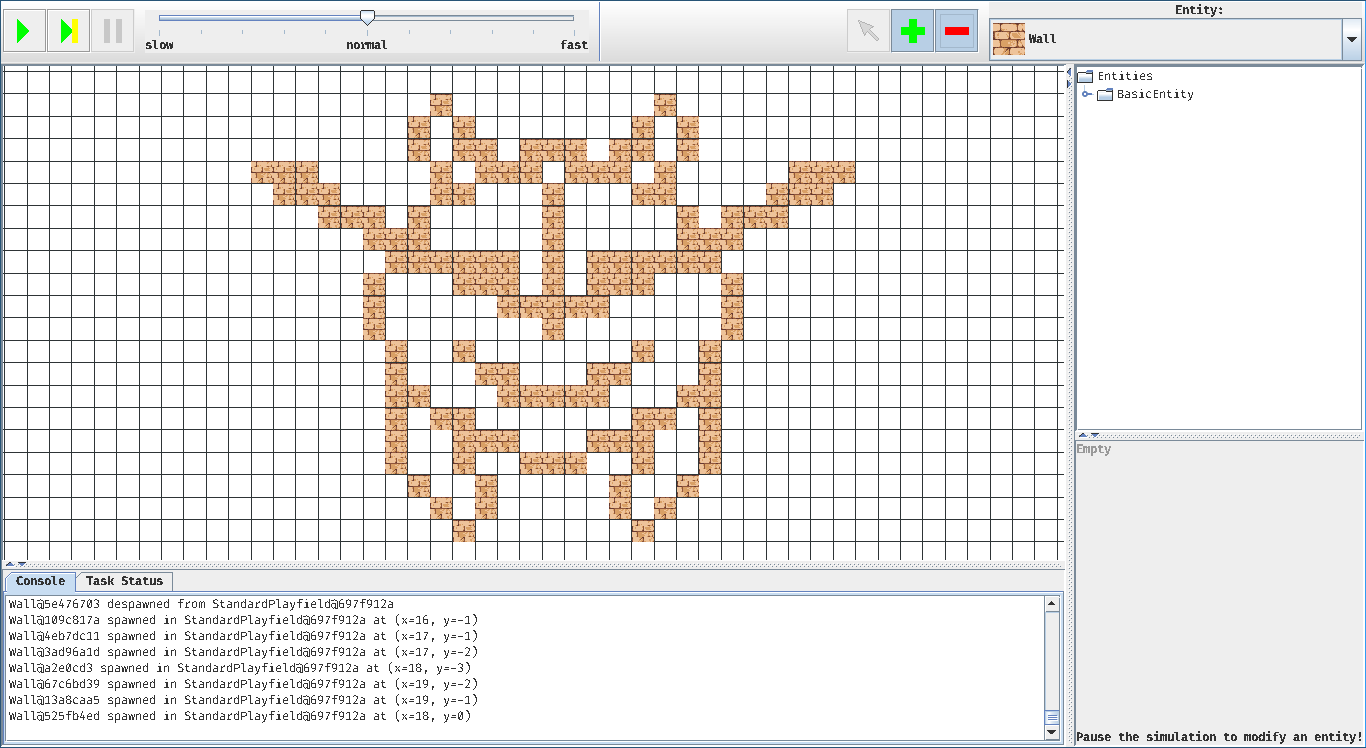 slow
normal
fast
Entity:
Wall
Entities
BasicEntity
Empty
Pause the simulation to modify an entity!
Console
Task Status
Wall@5e476703 despawned from StandardPlayfield@697f912a
Wall@109c817a spawned in StandardPlayfield@697f912a at (x=16, y=-1)
Wall@4eb7dc11 spawned in StandardPlayfield@697f912a at (x=17, y=-1)
Wall@3ad96a1d spawned in StandardPlayfield@697f912a at (x=17, y=-2)
Wall@a2e0cd3 spawned in StandardPlayfield@697f912a at (x=18, y=-3)
Wall@67c6bd39 spawned in StandardPlayfield@697f912a at (x=19, y=-2)
Wall@13a8caa5 spawned in StandardPlayfield@697f912a at (x=19, y=-1)
Wall@525fb4ed spawned in StandardPlayfield@697f912a at (x=18, y=0)